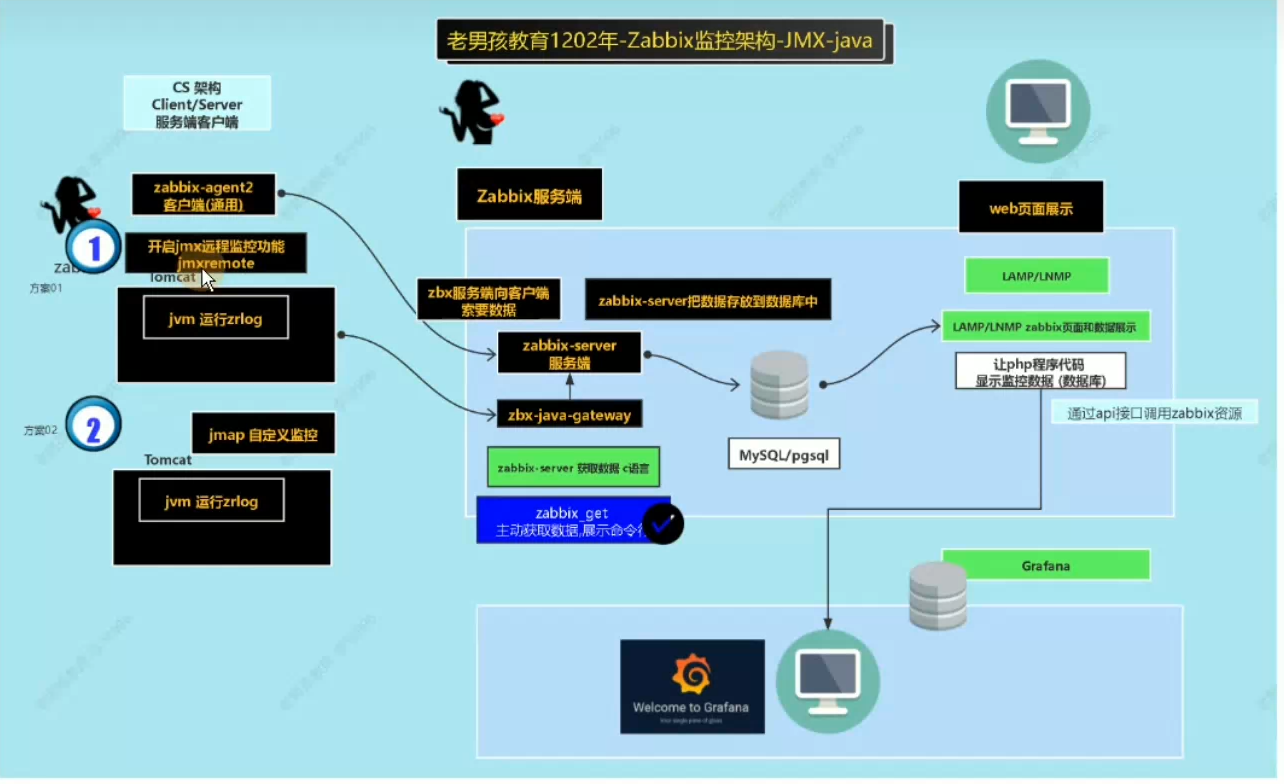 老男孩教育1202年-Zabbix监控架构-JMX-java
CS 架构
Client/Server
服务端客户端
zabbix-agent2
客户端(通用)
Zabbix服务端
web页面展示
开启jmx远程监控功能
jmxremote
方案01
Tomcat
jvm 运行zrlog
zbx服务端向客户端
索要数据
zabbix-server把数据存放到数据库中
LAMP/LNMP
LAMP/LNMP zabbix页面和数据展示
zabbix-server
服务端
让php程序代码
显示监控数据 (数据库)
通过api接口调用zabbix资源
zbx-java-gateway
1
2
方案02
jmap 自定义监控
Tomcat
jvm 运行zrlog
MySQL/pgsql
zabbix-server 获取数据 c语言
zabbix_get
主动获取数据,展示命令
Grafana
Welcome to Grafana
Your single pane of glass